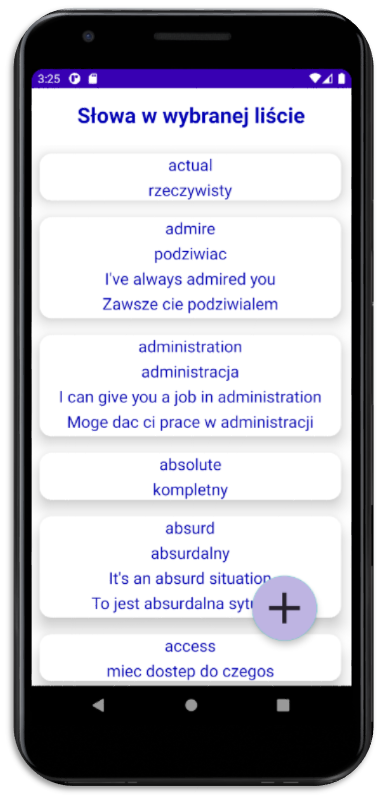 3:25
Słowa w wybranej liście
actual
rzeczywisty
admire
podziwiac
I've always admired you
Zawsze cie podziwialem
administration
administracja
I can give you a job in administration
Moge dac ci prace w administracji
absolute
kompletny
absurd
absurdalny
It's an absurd situation
To jest absurdalna
access
miec dostep do czegos